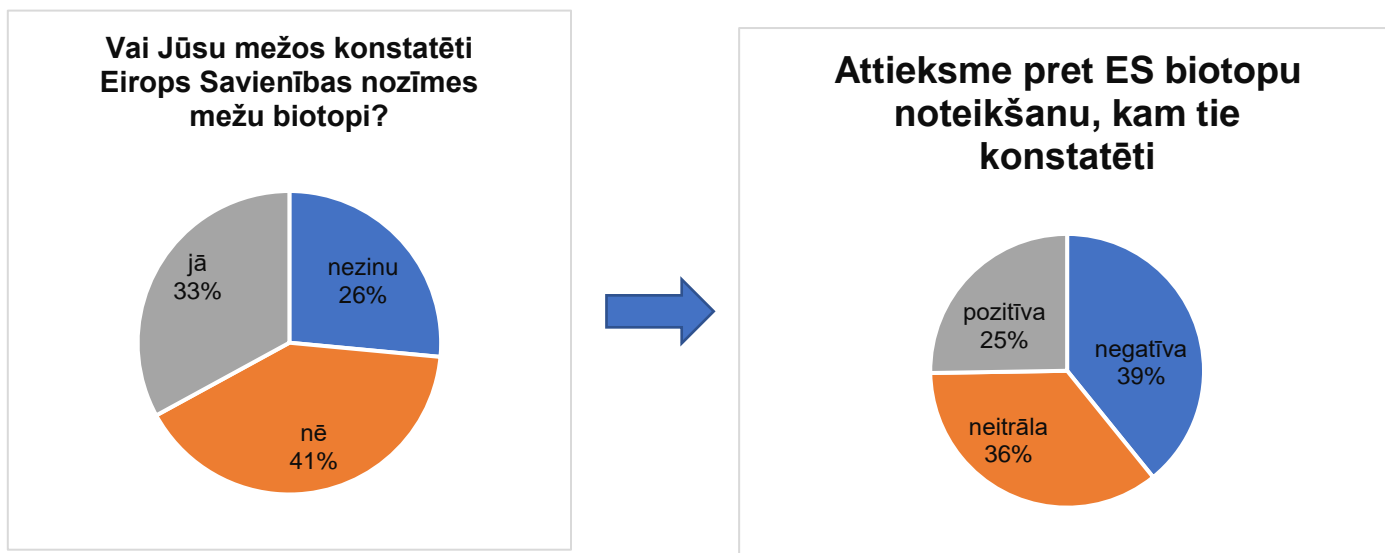 Vai Jūsu mežos konstatēti
Eirops Savienības nozīmes
mežu biotopi?
jā
33%
nezinu
26%
nē
41%
Attieksme pret ES biotopu
noteikšanu, kam tie
konstatēti
pozitīva
25%
negatīva
39%
neitrāla
36%